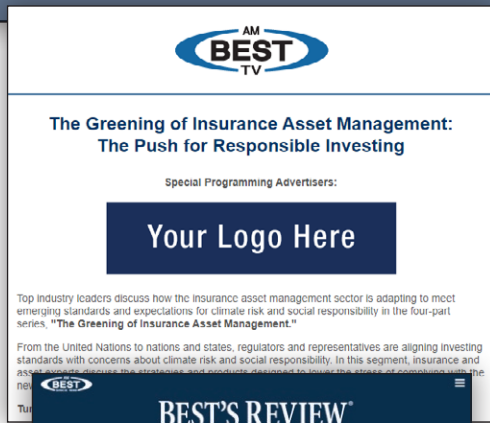 AM
BEST
TV
The Greening of Insurance Asset Management:
The Push for Responsible Investing
Special Programming Advertisers:
Your Logo Here
Top industry leaders discuss how the insurance asset management sector is adapting to meet
emerging standards and expectations for climate risk and social responsibility in the four-part
series, "The Greening of Insurance Asset Management."
From the United Nations to nations and states, regulators and representatives are aligning investing
standards with concerns about climate risk and social responsibility. In this segment, insurance and
asset experts discuss the strategies and products designed to lower the stress of complying with the
AM
BEST
BEST'S REVIEW®